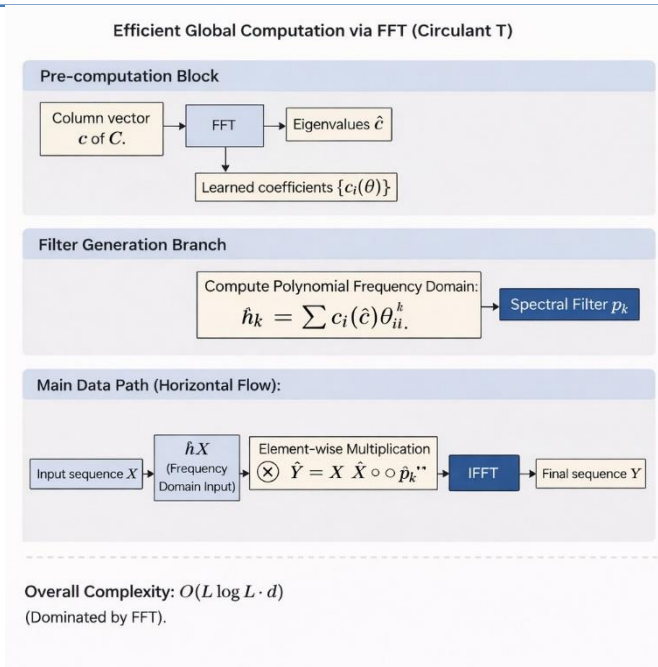 Efficient Global Computation via FFT (Circulant T)
Pre-computation Block
Column vector
c of C.
FFT
Eigenvalues ĉ
Learned coefficients {cᵢ(θ)}
Filter Generation Branch
Compute Polynomial Frequency Domain:
ĥₖ = ∑ cᵢ(ĉ)θᵏᵢᵢ.
Spectral Filter pₖ
Main Data Path (Horizontal Flow):
Input sequence X
ĥX
(Frequency
Domain Input)
Element-wise Multiplication
⊗ Ŷ = X X̂ ○ ○ p̂ₖ"
IFFT
Final sequence Y
Overall Complexity: O(L log L · d)
(Dominated by FFT).